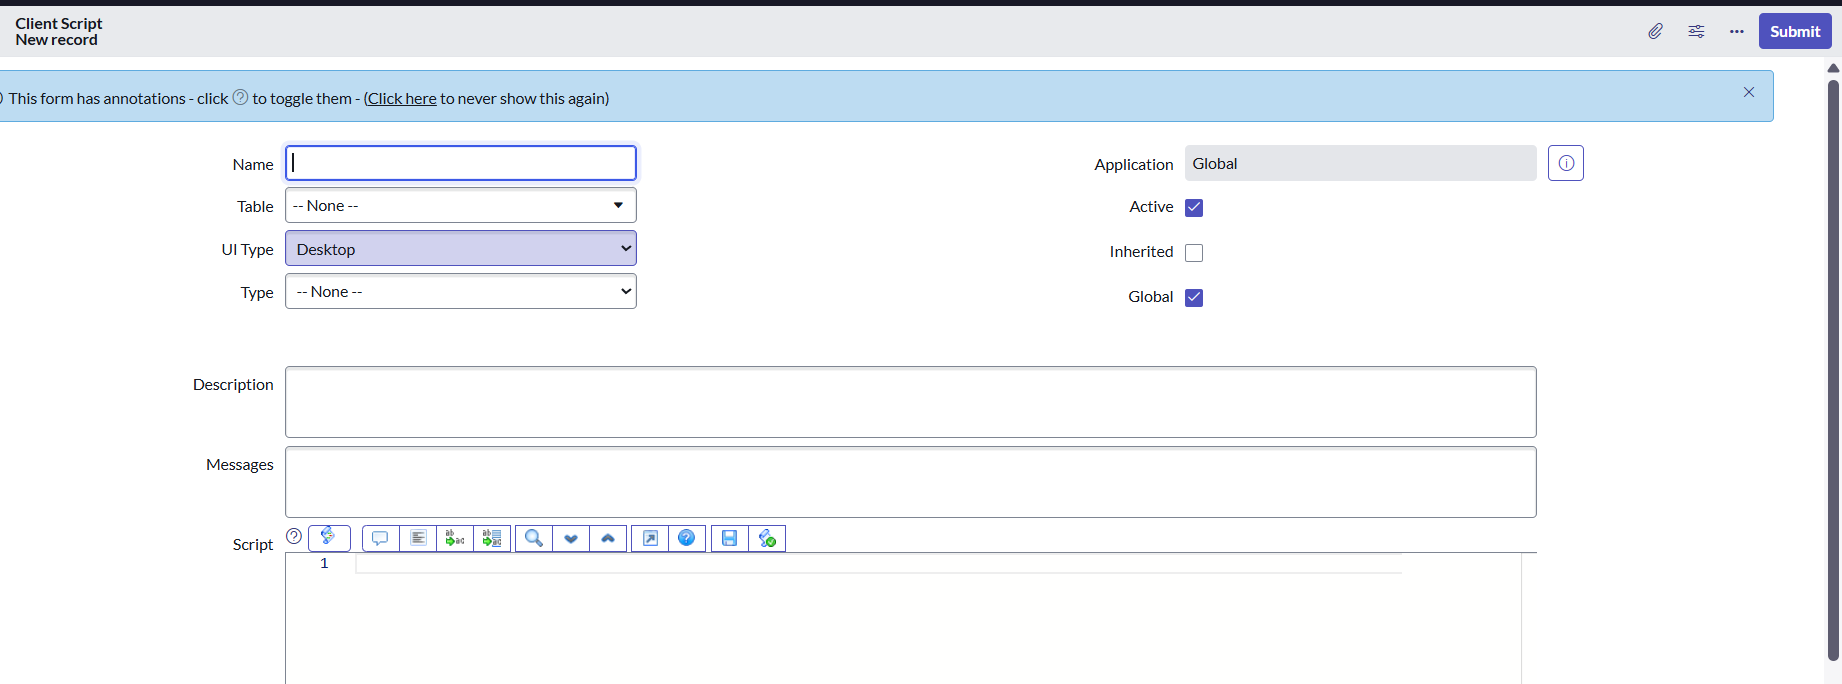 Client Script
New record
Submit
This form has annotations - click ? to toggle them - (Click here to never show this again)
Name
Application
Global
Table
-- None --
Active
UI Type
Desktop
Inherited
Type
-- None --
Global
Description
Messages
Script
1